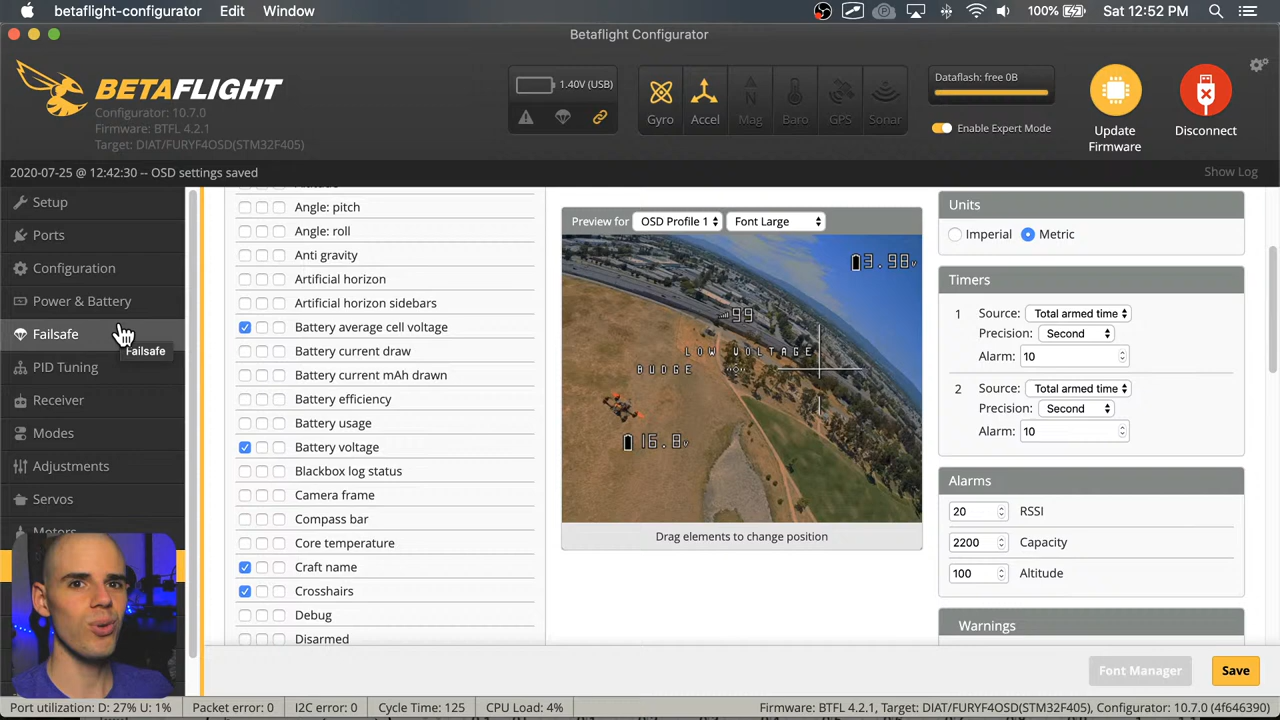 betaflight-configurator Edit Window
100% Sat 12:52 PM
Betaflight Configurator
BETAFLIGHT
Configurator: 10.7.0
Firmware: BTFL 4.2.1
Target: DIAT/FURYF4OSD(STM32F405)
1.40V (USB)
Gyro Accel Mag Baro GPS Sonar
Dataflash: free 0B
Enable Expert Mode
Update
Firmware
Disconnect
2020-07-25 @ 12:42:30 -- OSD settings saved
Show Log
Setup
Ports
Configuration
Power & Battery
Failsafe
Failsafe
PID Tuning
Receiver
Modes
Adjustments
Servos
Motors
Angle: pitch
Angle: roll
Anti gravity
Artificial horizon
Artificial horizon sidebars
Battery average cell voltage
Battery current draw
Battery current mAh drawn
Battery efficiency
Battery usage
Battery voltage
Blackbox log status
Camera frame
Compass bar
Core temperature
Craft name
Crosshairs
Debug
Disarmed
Preview for OSD Profile 1 Font Large
3.98V
99
LOW VOLTAGE
BUDGE
16.8V
Drag elements to change position
Units
Imperial Metric
Timers
1 Source: Total armed time
Precision: Second
Alarm: 10
2 Source: Total armed time
Precision: Second
Alarm: 10
Alarms
20 RSSI
2200 Capacity
100 Altitude
Warnings
Font Manager Save
Port utilization: D: 27% U: 1% Packet error: 0 I2C error: 0 Cycle Time: 125 CPU Load: 4% Firmware: BTFL 4.2.1, Target: DIAT/FURYF4OSD(STM32F405), Configurator: 10.7.0 (4f646390)